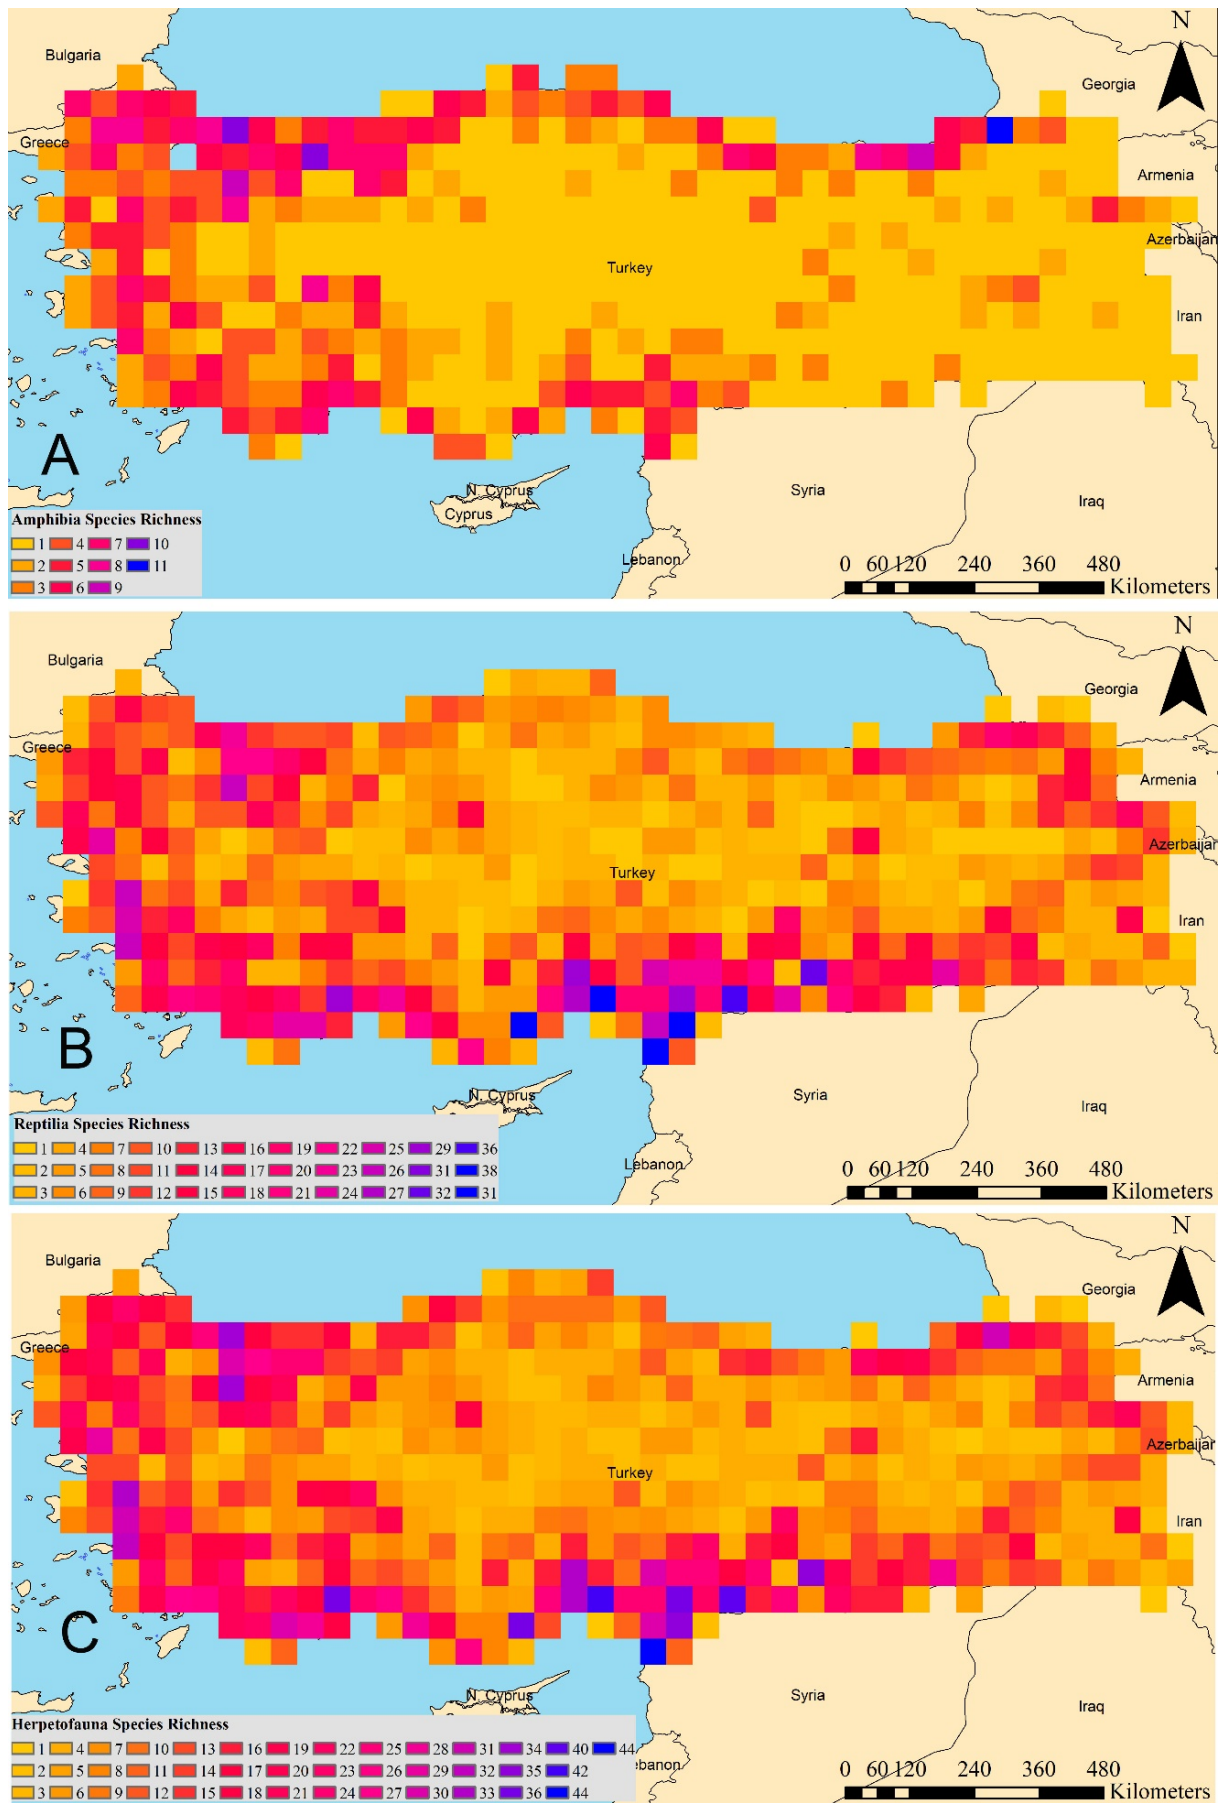 N
Bulgaria
Georgia
Greece
Armenia
Azerbaijan
Turkey
Iran
A
N. Cyprus
Cyprus
Syria
Iraq
Lebanon
Amphibia Species Richness
1 4 7 10
2 5 8 11
3 6 9
0 60 120 240 360 480
Kilometers
N
Bulgaria
Georgia
Greece
Armenia
Azerbaijan
Turkey
Iran
B
N. Cyprus
Syria
Iraq
Lebanon
Reptilia Species Richness
1 4 7 10 13 16 19 22 25 29 36
2 5 8 11 14 17 20 23 26 31 38
3 6 9 12 15 18 21 24 27 32 31
0 60 120 240 360 480
Kilometers
N
Bulgaria
Georgia
Greece
Armenia
Azerbaijan
Turkey
Iran
C
N. Cyprus
Syria
Iraq
ebanon
Herpetofauna Species Richness
1 4 7 10 13 16 19 22 25 28 31 34 40 44
2 5 8 11 14 17 20 23 26 29 32 35 42
3 6 9 12 15 18 21 24 27 30 33 36 44
0 60 120 240 360 480
Kilometers